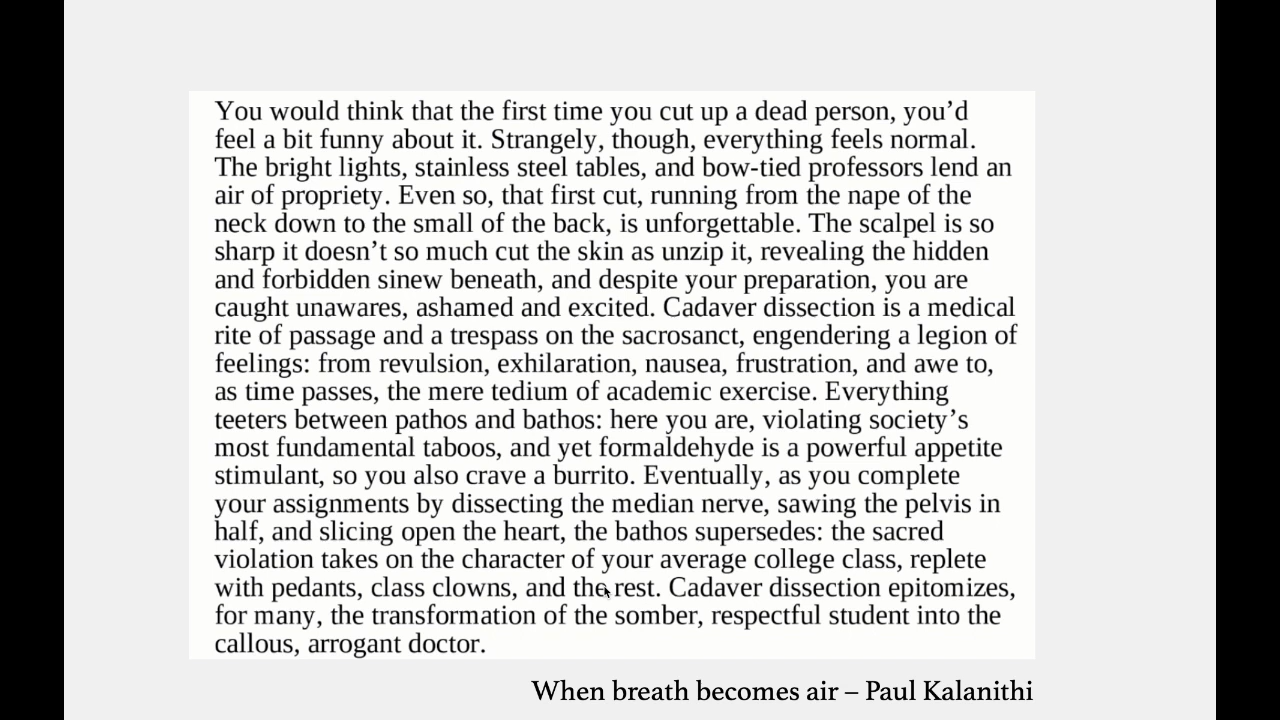 You would think that the first time you cut up a dead person, you’d
feel a bit funny about it. Strangely, though, everything feels normal.
The bright lights, stainless steel tables, and bow-tied professors lend an
air of propriety. Even so, that first cut, running from the nape of the
neck down to the small of the back, is unforgettable. The scalpel is so
sharp it doesn’t so much cut the skin as unzip it, revealing the hidden
and forbidden sinew beneath, and despite your preparation, you are
caught unawares, ashamed and excited. Cadaver dissection is a medical
rite of passage and a trespass on the sacrosanct, engendering a legion of
feelings: from revulsion, exhilaration, nausea, frustration, and awe to,
as time passes, the mere tedium of academic exercise. Everything
teeters between pathos and bathos: here you are, violating society’s
most fundamental taboos, and yet formaldehyde is a powerful appetite
stimulant, so you also crave a burrito. Eventually, as you complete
your assignments by dissecting the median nerve, sawing the pelvis in
half, and slicing open the heart, the bathos supersedes: the sacred
violation takes on the character of your average college class, replete
with pedants, class clowns, and the rest. Cadaver dissection epitomizes,
for many, the transformation of the somber, respectful student into the
callous, arrogant doctor.
When breath becomes air – Paul Kalanithi